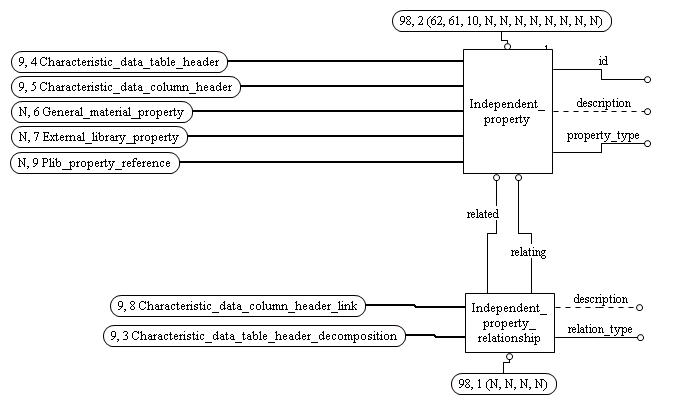 98, 2 (62, 61, 10, N, N, N, N, N, N, N, N)
9, 4 Characteristic_data_table_header
9, 5 Characteristic_data_column_header
N, 6 General_material_property
N, 7 External_library_property
N, 9 Plib_property_reference
1
Independent_
property
id
description
property_type
related
relating
9, 8 Characteristic_data_column_header_link
9, 3 Characteristic_data_table_header_decomposition
Independent_
property_
relationship
description
relation_type
98, 1 (N, N, N, N)